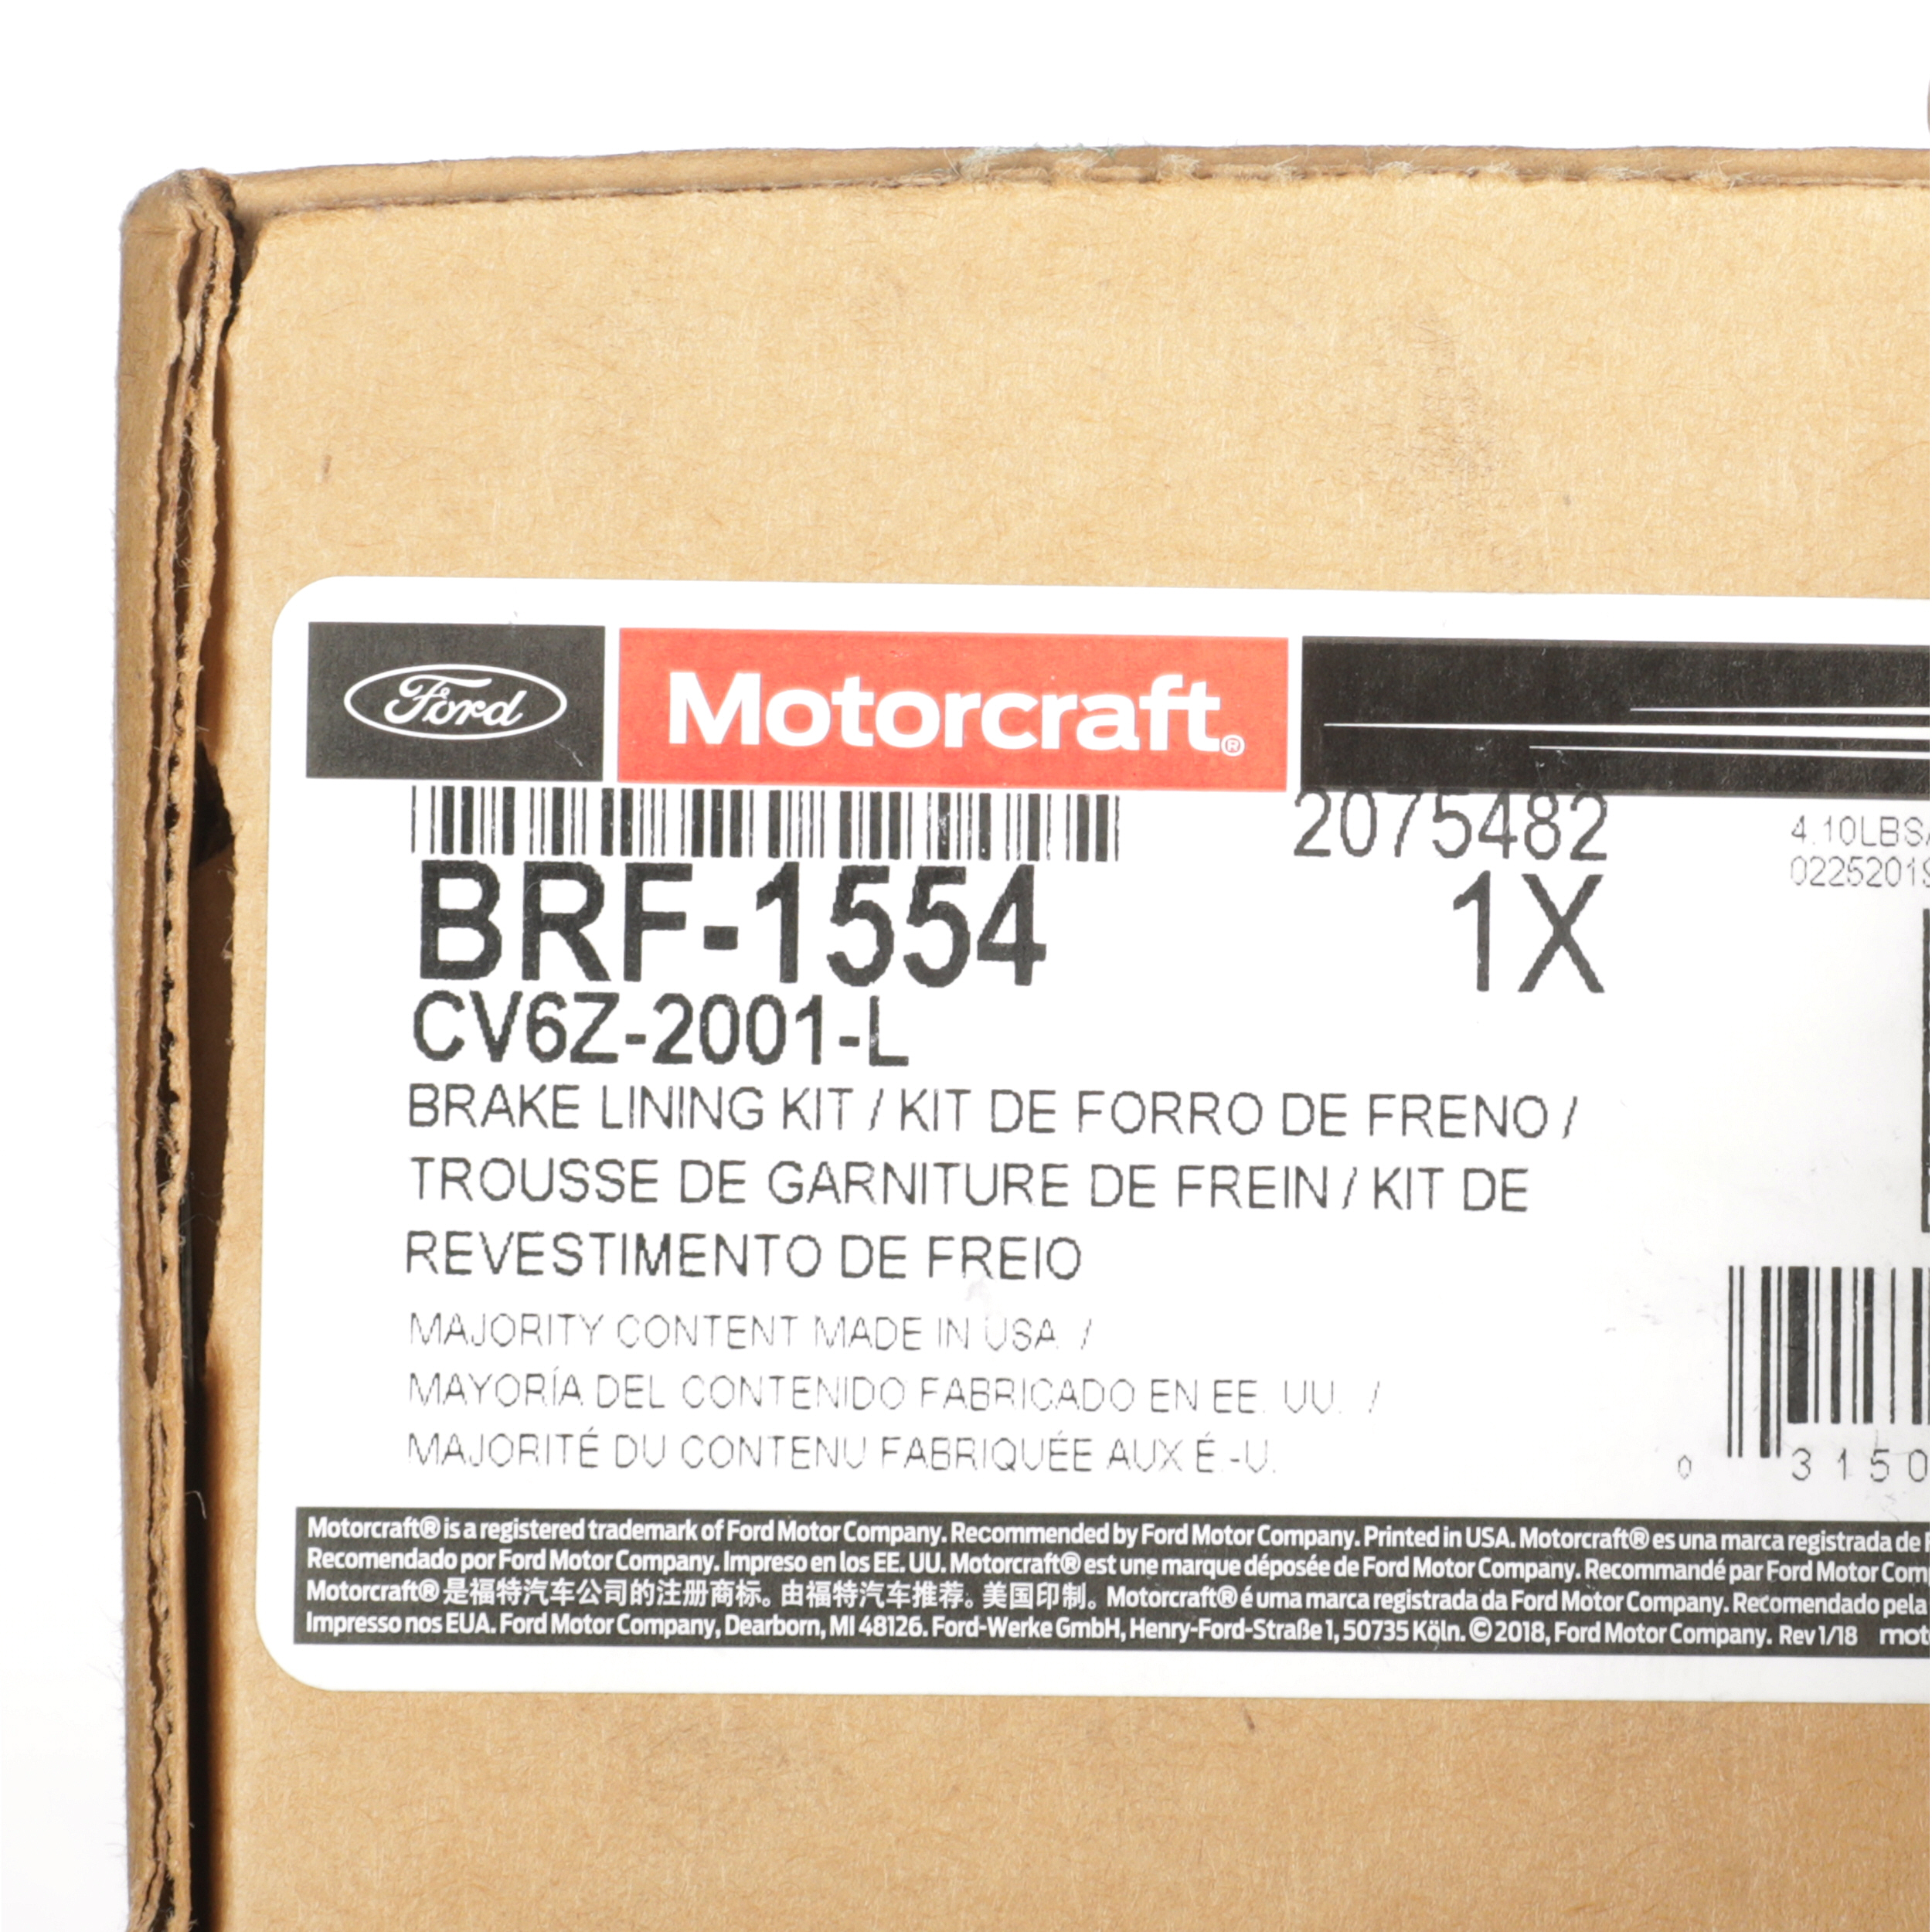 Ford Motorcraft®
2075482
4.10LBS/
02252019
BRF-1554 1X
CV6Z-2001-L
BRAKE LINING KIT / KIT DE FORRO DE FRENO /
TROUSSE DE GARNITURE DE FREIN / KIT DE
REVESTIMENTO DE FREIO
MAJORITY CONTENT MADE IN USA. /
MAYORÍA DEL CONTENIDO FABRICADO EN EE. UU. /
MAJORITÉ DU CONTENU FABRIQUÉE AUX É.-U.
0 3150
Motorcraft® is a registered trademark of Ford Motor Company. Recommended by Ford Motor Company. Printed in USA. Motorcraft® es una marca registrada de
Recomendado por Ford Motor Company. Impreso en los EE. UU. Motorcraft® est une marque déposée de Ford Motor Company. Recommandé par Ford Motor Com
Motorcraft® 是福特汽车公司的注册商标。由福特汽车推荐。美国印制。 Motorcraft® é uma marca registrada da Ford Motor Company. Recomendado pela
Impresso nos EUA. Ford Motor Company, Dearborn, MI 48126. Ford-Werke GmbH, Henry-Ford-Straße 1, 50735 Köln. © 2018, Ford Motor Company. Rev 1/18 mot